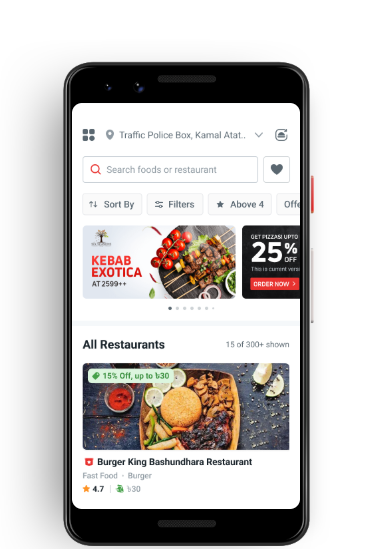 Traffic Police Box, Kamal Atat..
Search foods or restaurant
Sort By
Filters
Above 4
Offe
KEBAB
EXOTICA
AT 2599++
GET PIZZAS! UPTO
25% OFF
This is current vers
ORDER NOW >
All Restaurants
15 of 300+ shown
15% Off, up to ৳30
Burger King Bashundhara Restaurant
Fast Food · Burger
4.7
৳30